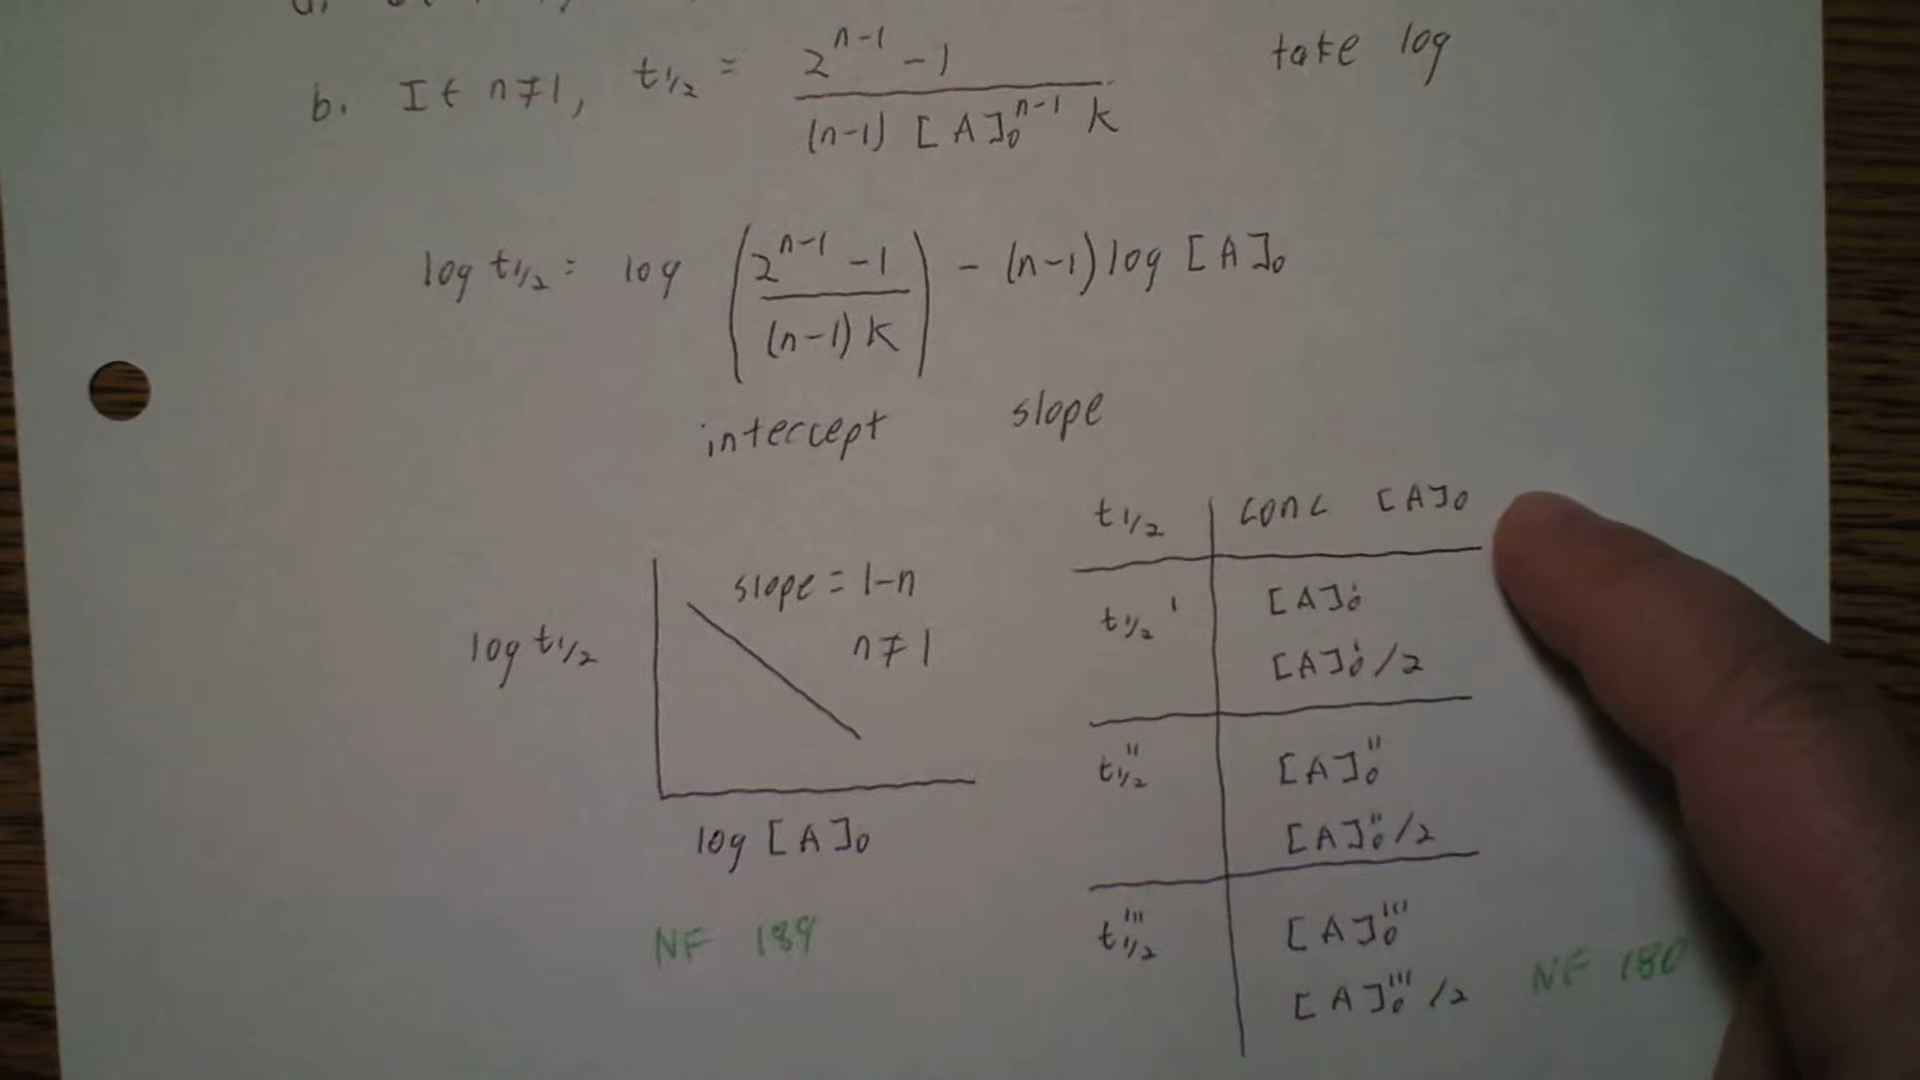 b. If n≠1, t1/2 = (2^(n-1) - 1) / ((n-1) [A]₀^(n-1) k) take log
log t1/2 = log ((2^(n-1) - 1) / ((n-1) k)) - (n-1) log [A]₀
intercept slope
slope = 1-n
n≠1
log t1/2
log [A]₀
NF 189
t1/2 conc [A]₀
t1/2' [A]₀'
[A]₀'/2
t1/2'' [A]₀''
[A]₀''/2
t1/2''' [A]₀'''
[A]₀'''/2
NF 180